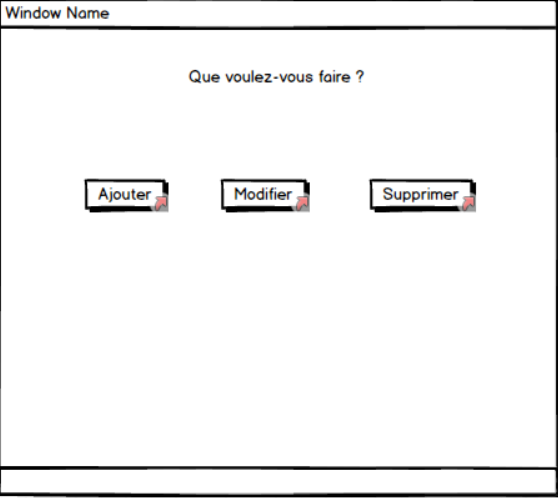 Window Name
Que voulez-vous faire ?
Ajouter Modifier Supprimer